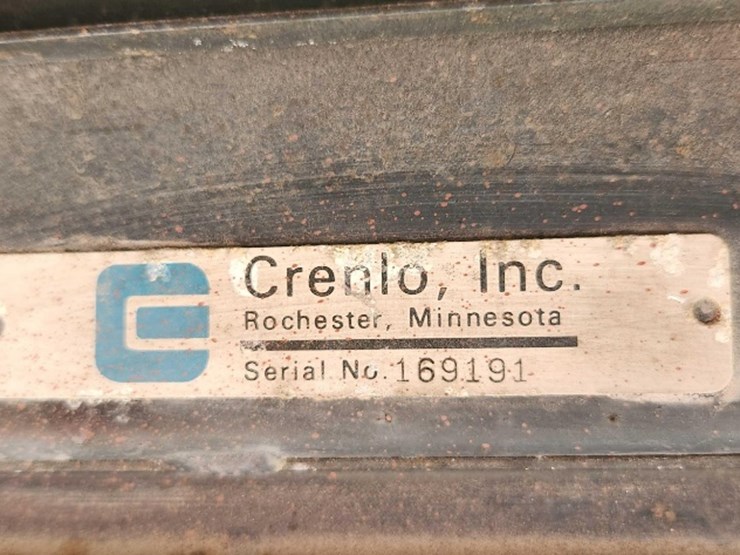 Crenlo, Inc.
Rochester, Minnesota
Serial No. 169191